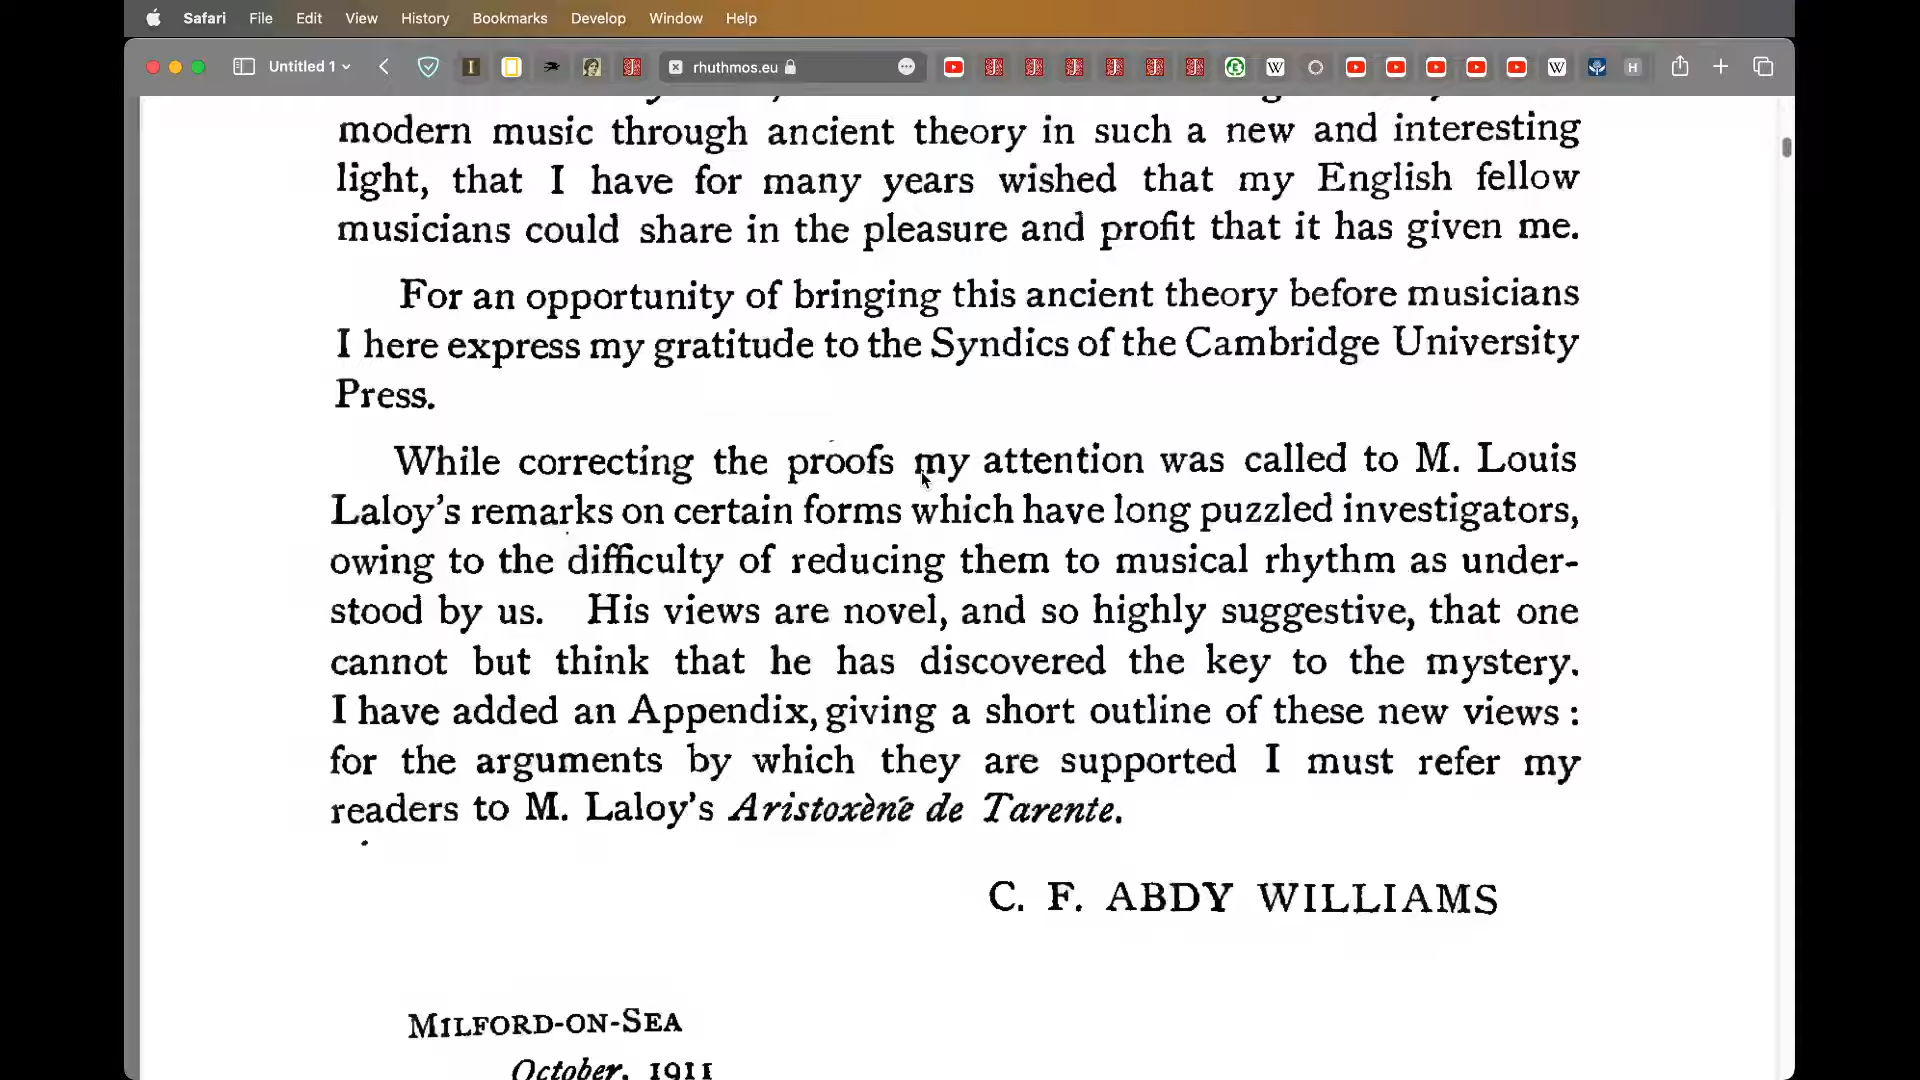 Safari File Edit View History Bookmarks Develop Window Help
Untitled 1 rhuthmos.eu
modern music through ancient theory in such a new and interesting
light, that I have for many years wished that my English fellow
musicians could share in the pleasure and profit that it has given me.
For an opportunity of bringing this ancient theory before musicians
I here express my gratitude to the Syndics of the Cambridge University
Press.
While correcting the proofs my attention was called to M. Louis
Laloy's remarks on certain forms which have long puzzled investigators,
owing to the difficulty of reducing them to musical rhythm as under-
stood by us. His views are novel, and so highly suggestive, that one
cannot but think that he has discovered the key to the mystery.
I have added an Appendix, giving a short outline of these new views :
for the arguments by which they are supported I must refer my
readers to M. Laloy's Aristoxène de Tarente.
C. F. ABDY WILLIAMS
MILFORD-ON-SEA
October, 1911